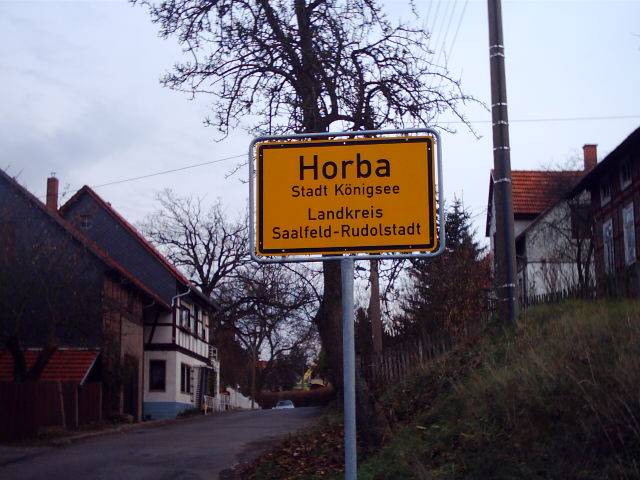 Horba
Stadt Königsee
Landkreis
Saalfeld-Rudolstadt